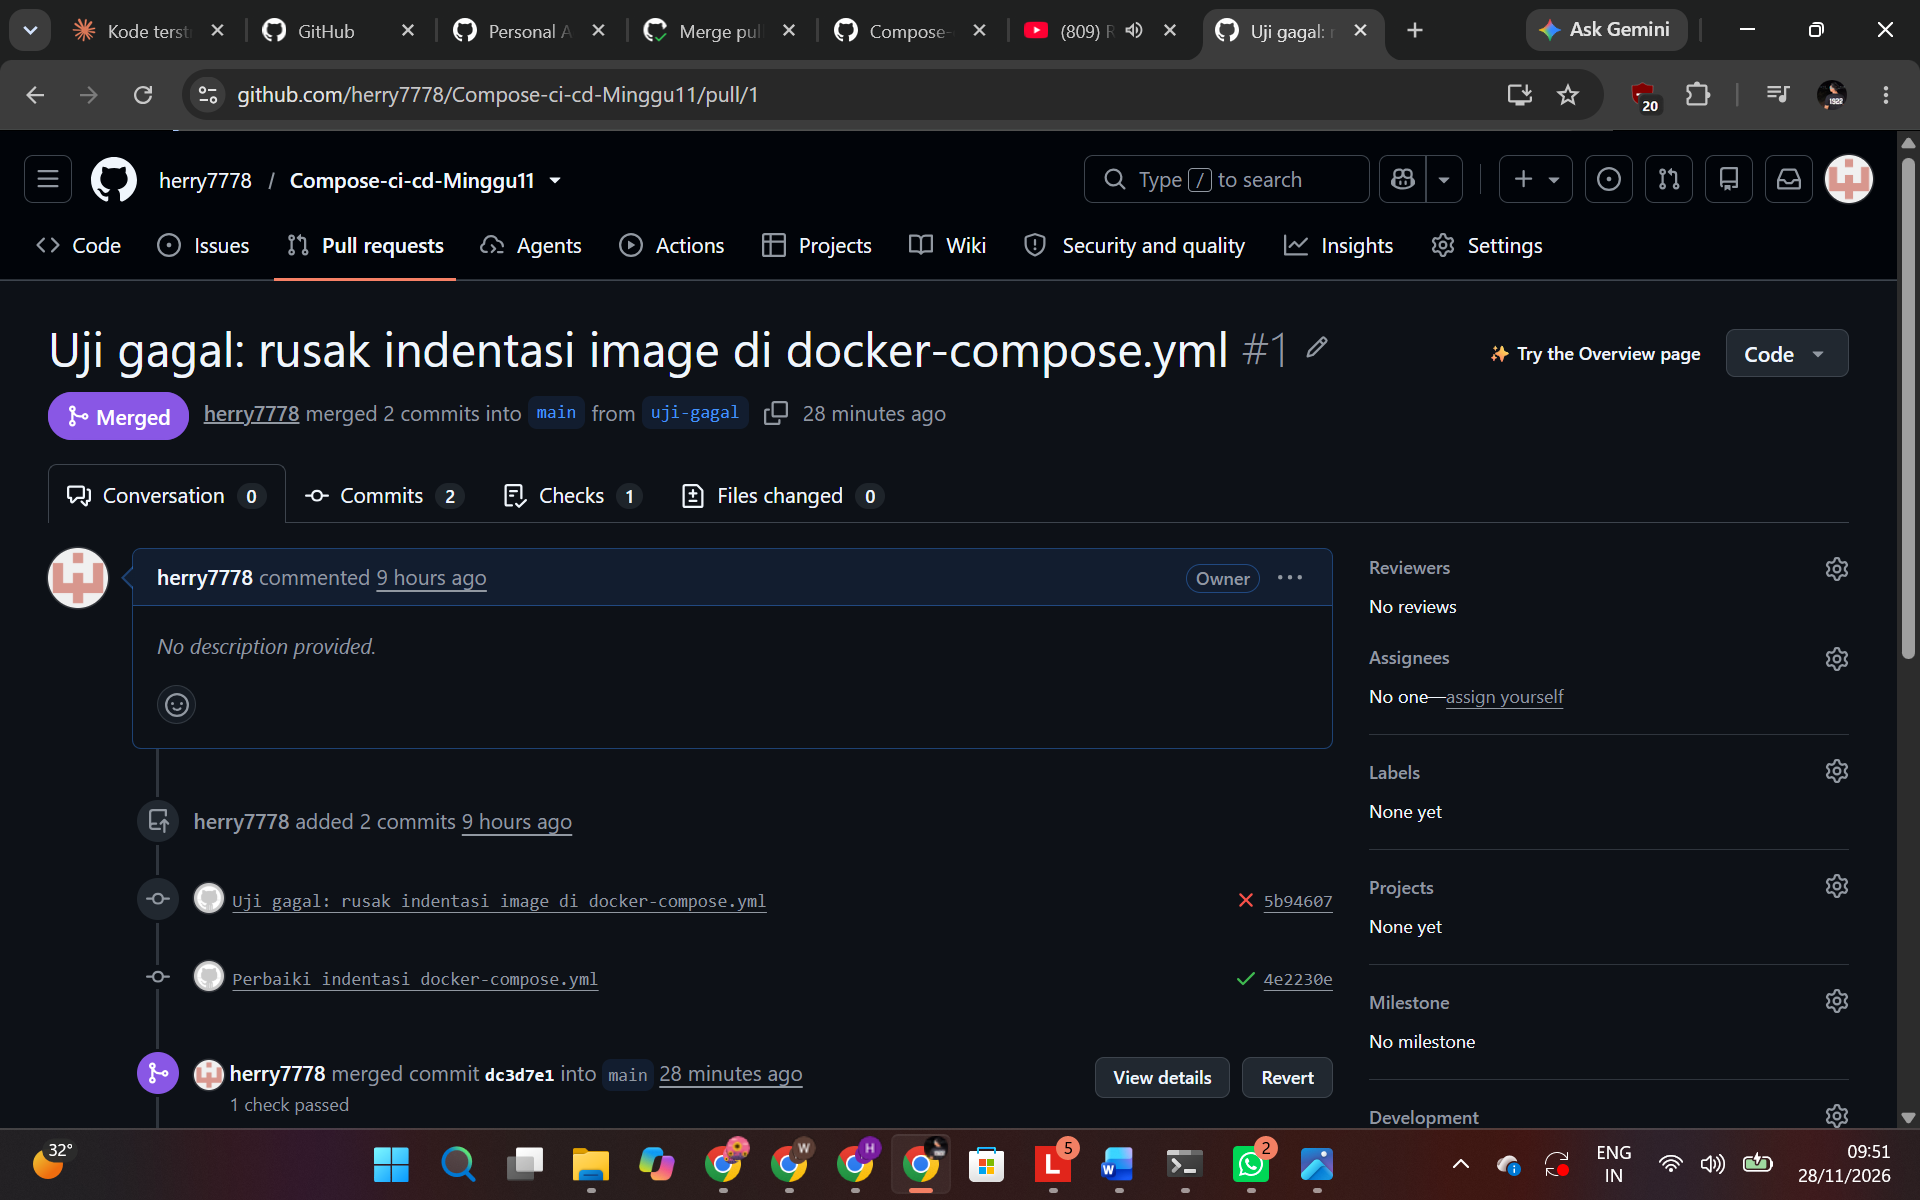 Kode terst
GitHub
Personal A
Merge pul
Compose-
(809) R
Uji gagal: r
Ask Gemini
github.com/herry7778/Compose-ci-cd-Minggu11/pull/1
20
herry7778 / Compose-ci-cd-Minggu11
Type / to search
Code
Issues
Pull requests
Agents
Actions
Projects
Wiki
Security and quality
Insights
Settings
Uji gagal: rusak indentasi image di docker-compose.yml #1
Try the Overview page
Code
Merged
herry7778 merged 2 commits into main from uji-gagal 28 minutes ago
Conversation 0
Commits 2
Checks 1
Files changed 0
herry7778 commented 9 hours ago
Owner
No description provided.
herry7778 added 2 commits 9 hours ago
Uji gagal: rusak indentasi image di docker-compose.yml
5b94607
Perbaiki indentasi docker-compose.yml
4e2230e
herry7778 merged commit dc3d7e1 into main 28 minutes ago
1 check passed
View details
Revert
Reviewers
No reviews
Assignees
No one—assign yourself
Labels
None yet
Projects
None yet
Milestone
No milestone
Development
32°
W
H
L
5
W
2
ENG
IN
09:51
28/11/2026